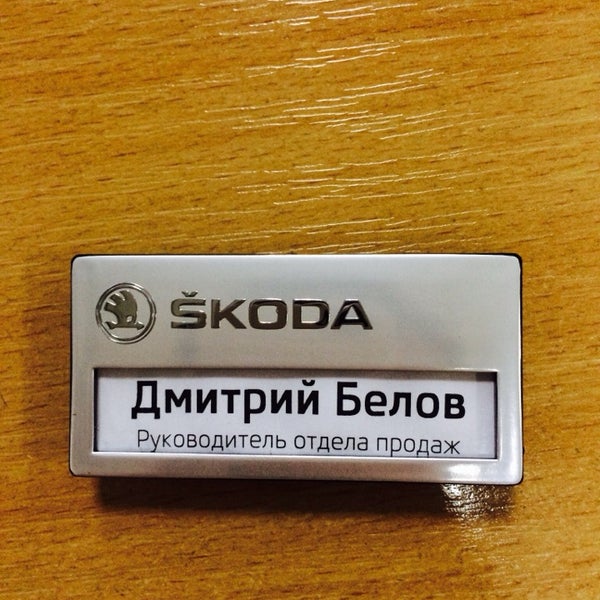 ŠKODA
Дмитрий Белов
Руководитель отдела продаж